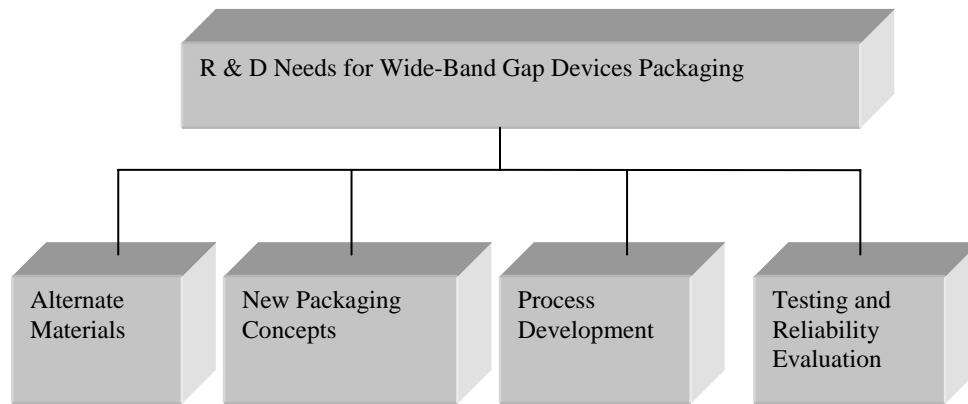 R & D Needs for Wide-Band Gap Devices Packaging
Alternate
Materials
New Packaging
Concepts
Process
Development
Testing and
Reliability
Evaluation